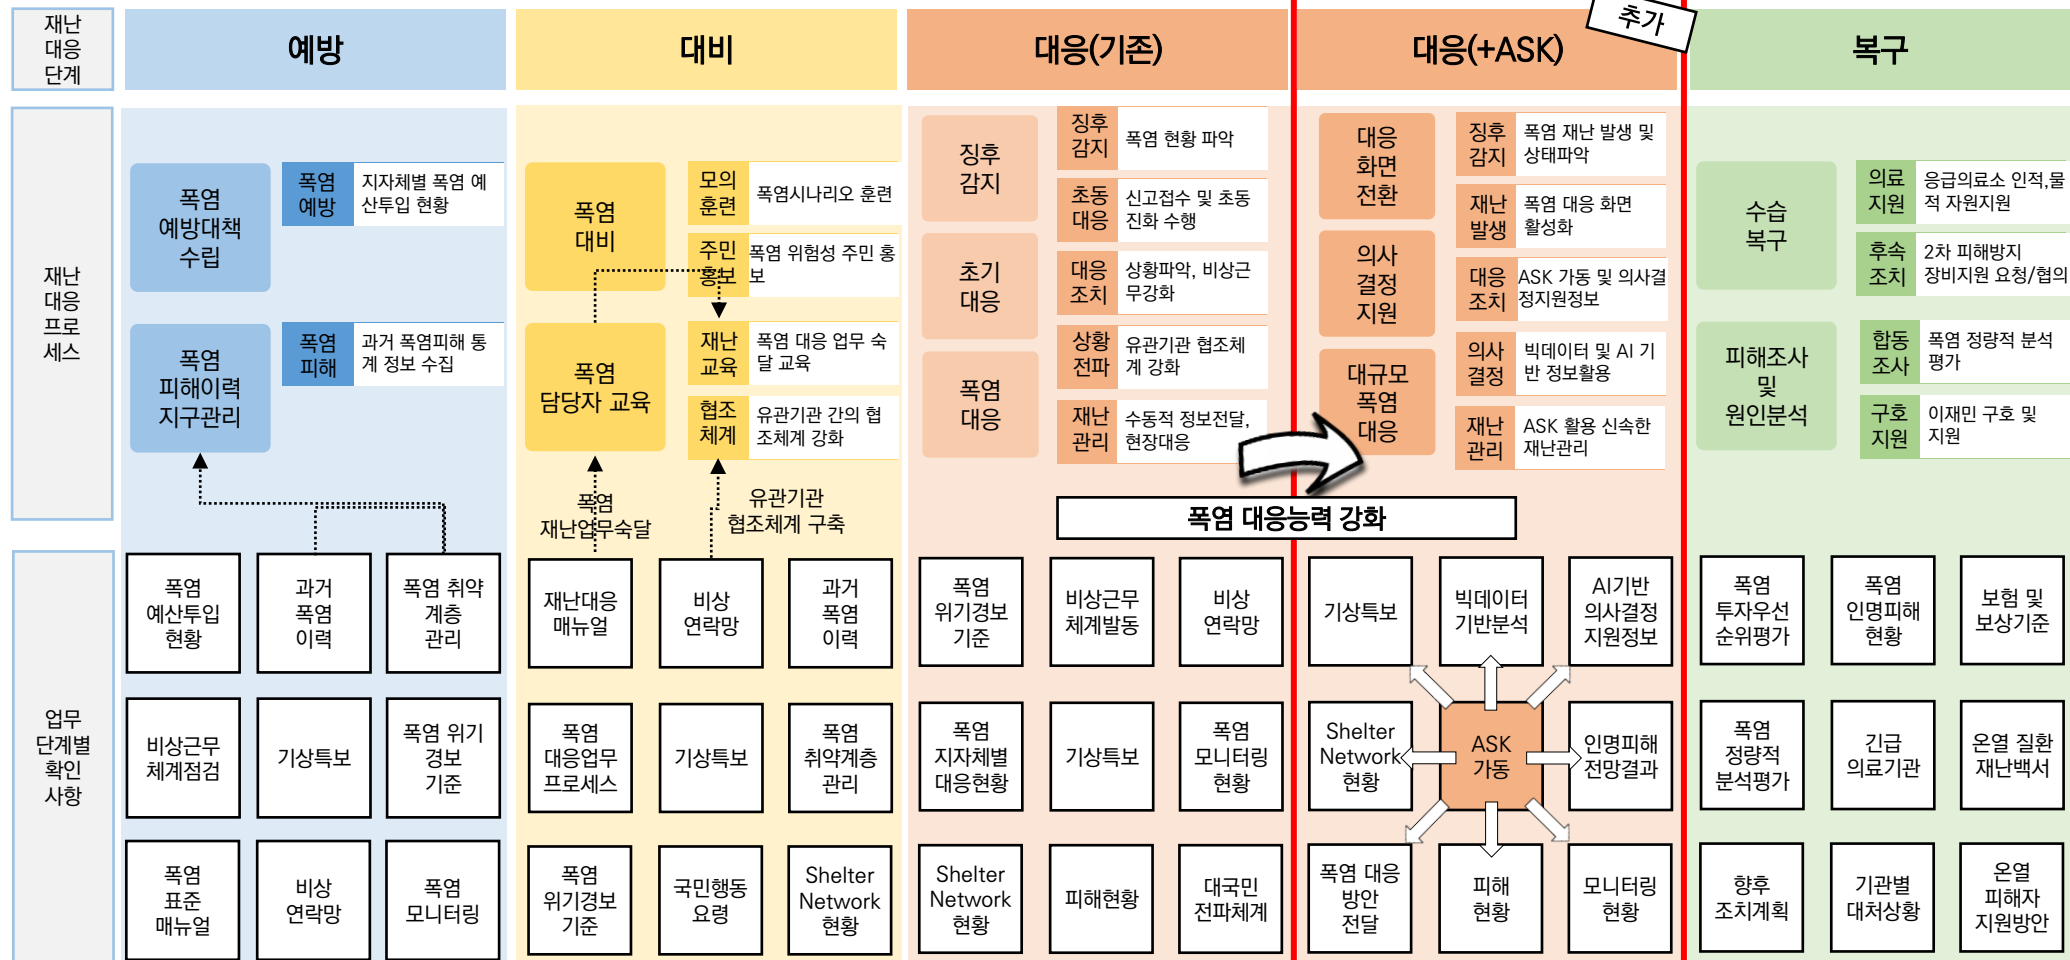 재난
대응
단계
예방
대비
대응(기존)
대응(+ASK)
추가
복구
재난
대응
프로
세스
폭염
예방대책
수립
폭염
예방
지자체별 폭염 예
산투입 현황
폭염
피해이력
지구관리
폭염
피해
과거 폭염피해 통
계 정보 수집
폭염
대비
모의
훈련
폭염시나리오 훈련
주민
홍보
폭염 위험성 주민 홍
보
폭염
담당자 교육
재난
교육
폭염 대응 업무 숙
달 교육
협조
체계
유관기관 간의 협
조체계 강화
폭염
재난업무숙달
유관기관
협조체계 구축
징후
감지
초기
대응
폭염
대응
징후
감지
폭염 현황 파악
초동
대응
신고접수 및 초동
진화 수행
대응
조치
상황파악, 비상근
무강화
상황
전파
유관기관 협조체
계 강화
재난
관리
수동적 정보전달,
현장대응
대응
화면
전환
의사
결정
지원
대규모
폭염
대응
징후
감지
폭염 재난 발생 및
상태파악
재난
발생
폭염 대응 화면
활성화
대응
조치
ASK 가동 및 의사결
정지원정보
의사
결정
빅데이터 및 AI 기
반 정보활용
재난
관리
ASK 활용 신속한
재난관리
폭염 대응능력 강화
수습
복구
의료
지원
응급의료소 인적,물
적 자원지원
후속
조치
2차 피해방지
장비지원 요청/협의
피해조사
및
원인분석
합동
조사
폭염 정량적 분석
평가
구호
지원
이재민 구호 및
지원
업무
단계별
확인
사항
폭염
예산투입
현황
과거
폭염
이력
폭염 취약
계층
관리
비상근무
체계점검
기상특보
폭염 위기
경보
기준
폭염
표준
매뉴얼
비상
연락망
폭염
모니터링
재난대응
매뉴얼
비상
연락망
과거
폭염
이력
폭염
대응업무
프로세스
기상특보
폭염
취약계층
관리
폭염
위기경보
기준
국민행동
요령
Shelter
Network
현황
폭염
위기경보
기준
비상근무
체계발동
비상
연락망
폭염
지자체별
대응현황
기상특보
폭염
모니터링
현황
Shelter
Network
현황
피해현황
대국민
전파체계
기상특보
빅데이터
기반분석
AI기반
의사결정
지원정보
Shelter
Network
현황
ASK
가동
인명피해
전망결과
폭염 대응
방안
전달
피해
현황
모니터링
현황
폭염
투자우선
순위평가
폭염
인명피해
현황
보험 및
보상기준
폭염
정량적
분석평가
긴급
의료기관
온열 질환
재난백서
향후
조치계획
기관별
대처상황
온열
피해자
지원방안